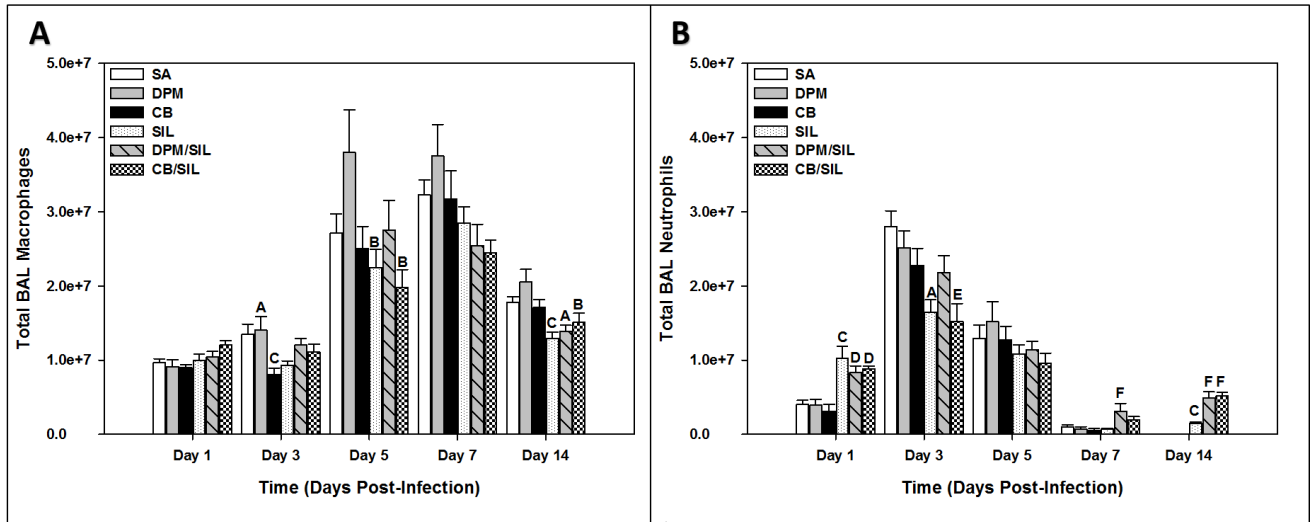 A
5.0e+7
4.0e+7
3.0e+7
2.0e+7
1.0e+7
0.0
Total BAL Macrophages
SA
DPM
CB
SIL
DPM/SIL
CB/SIL
A
C
B
B
C
A
B
Day 1 Day 3 Day 5 Day 7 Day 14
Time (Days Post-Infection)
B
5.0e+7
4.0e+7
3.0e+7
2.0e+7
1.0e+7
0.0
Total BAL Neutrophils
SA
DPM
CB
SIL
DPM/SIL
CB/SIL
C
D D
A
E
F
C
F F
Day 1 Day 3 Day 5 Day 7 Day 14
Time (Days Post-Infection)